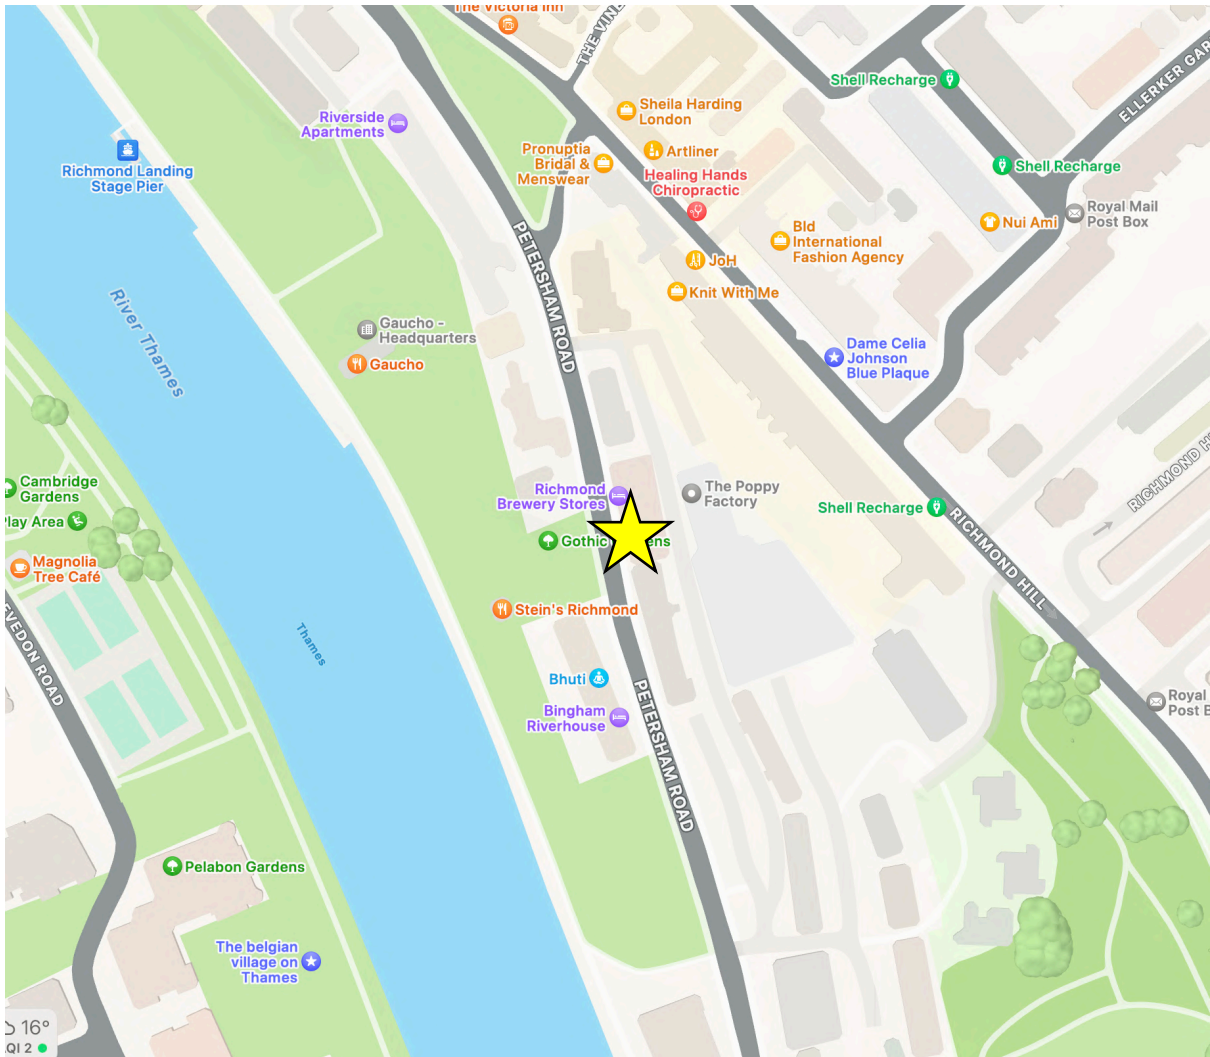 The Victoria Inn
THE VINE
Shell Recharge
ELLERKER GAR
Sheila Harding
London
Riverside
Apartments
Pronuptia
Bridal &
Menswear
Artliner
Healing Hands
Chiropractic
Shell Recharge
Richmond Landing
Stage Pier
Royal Mail
Post Box
Nui Ami
Bld
International
Fashion Agency
PETERSHAM ROAD
JoH
Knit With Me
River Thames
Gaucho -
Headquarters
Gaucho
Dame Celia
Johnson
Blue Plaque
Cambridge
Gardens
Play Area
Richmond
Brewery Stores
The Poppy
Factory
Shell Recharge
RICHMOND H
RICHMOND HILL
Gothic
ens
Magnolia
Tree Café
Stein's Richmond
EVEDON ROAD
Thames
Bhuti
Bingham
Riverhouse
PETERSHAM ROAD
Royal
Post B
Pelabon Gardens
The belgian
village on
Thames
16°
QI 2